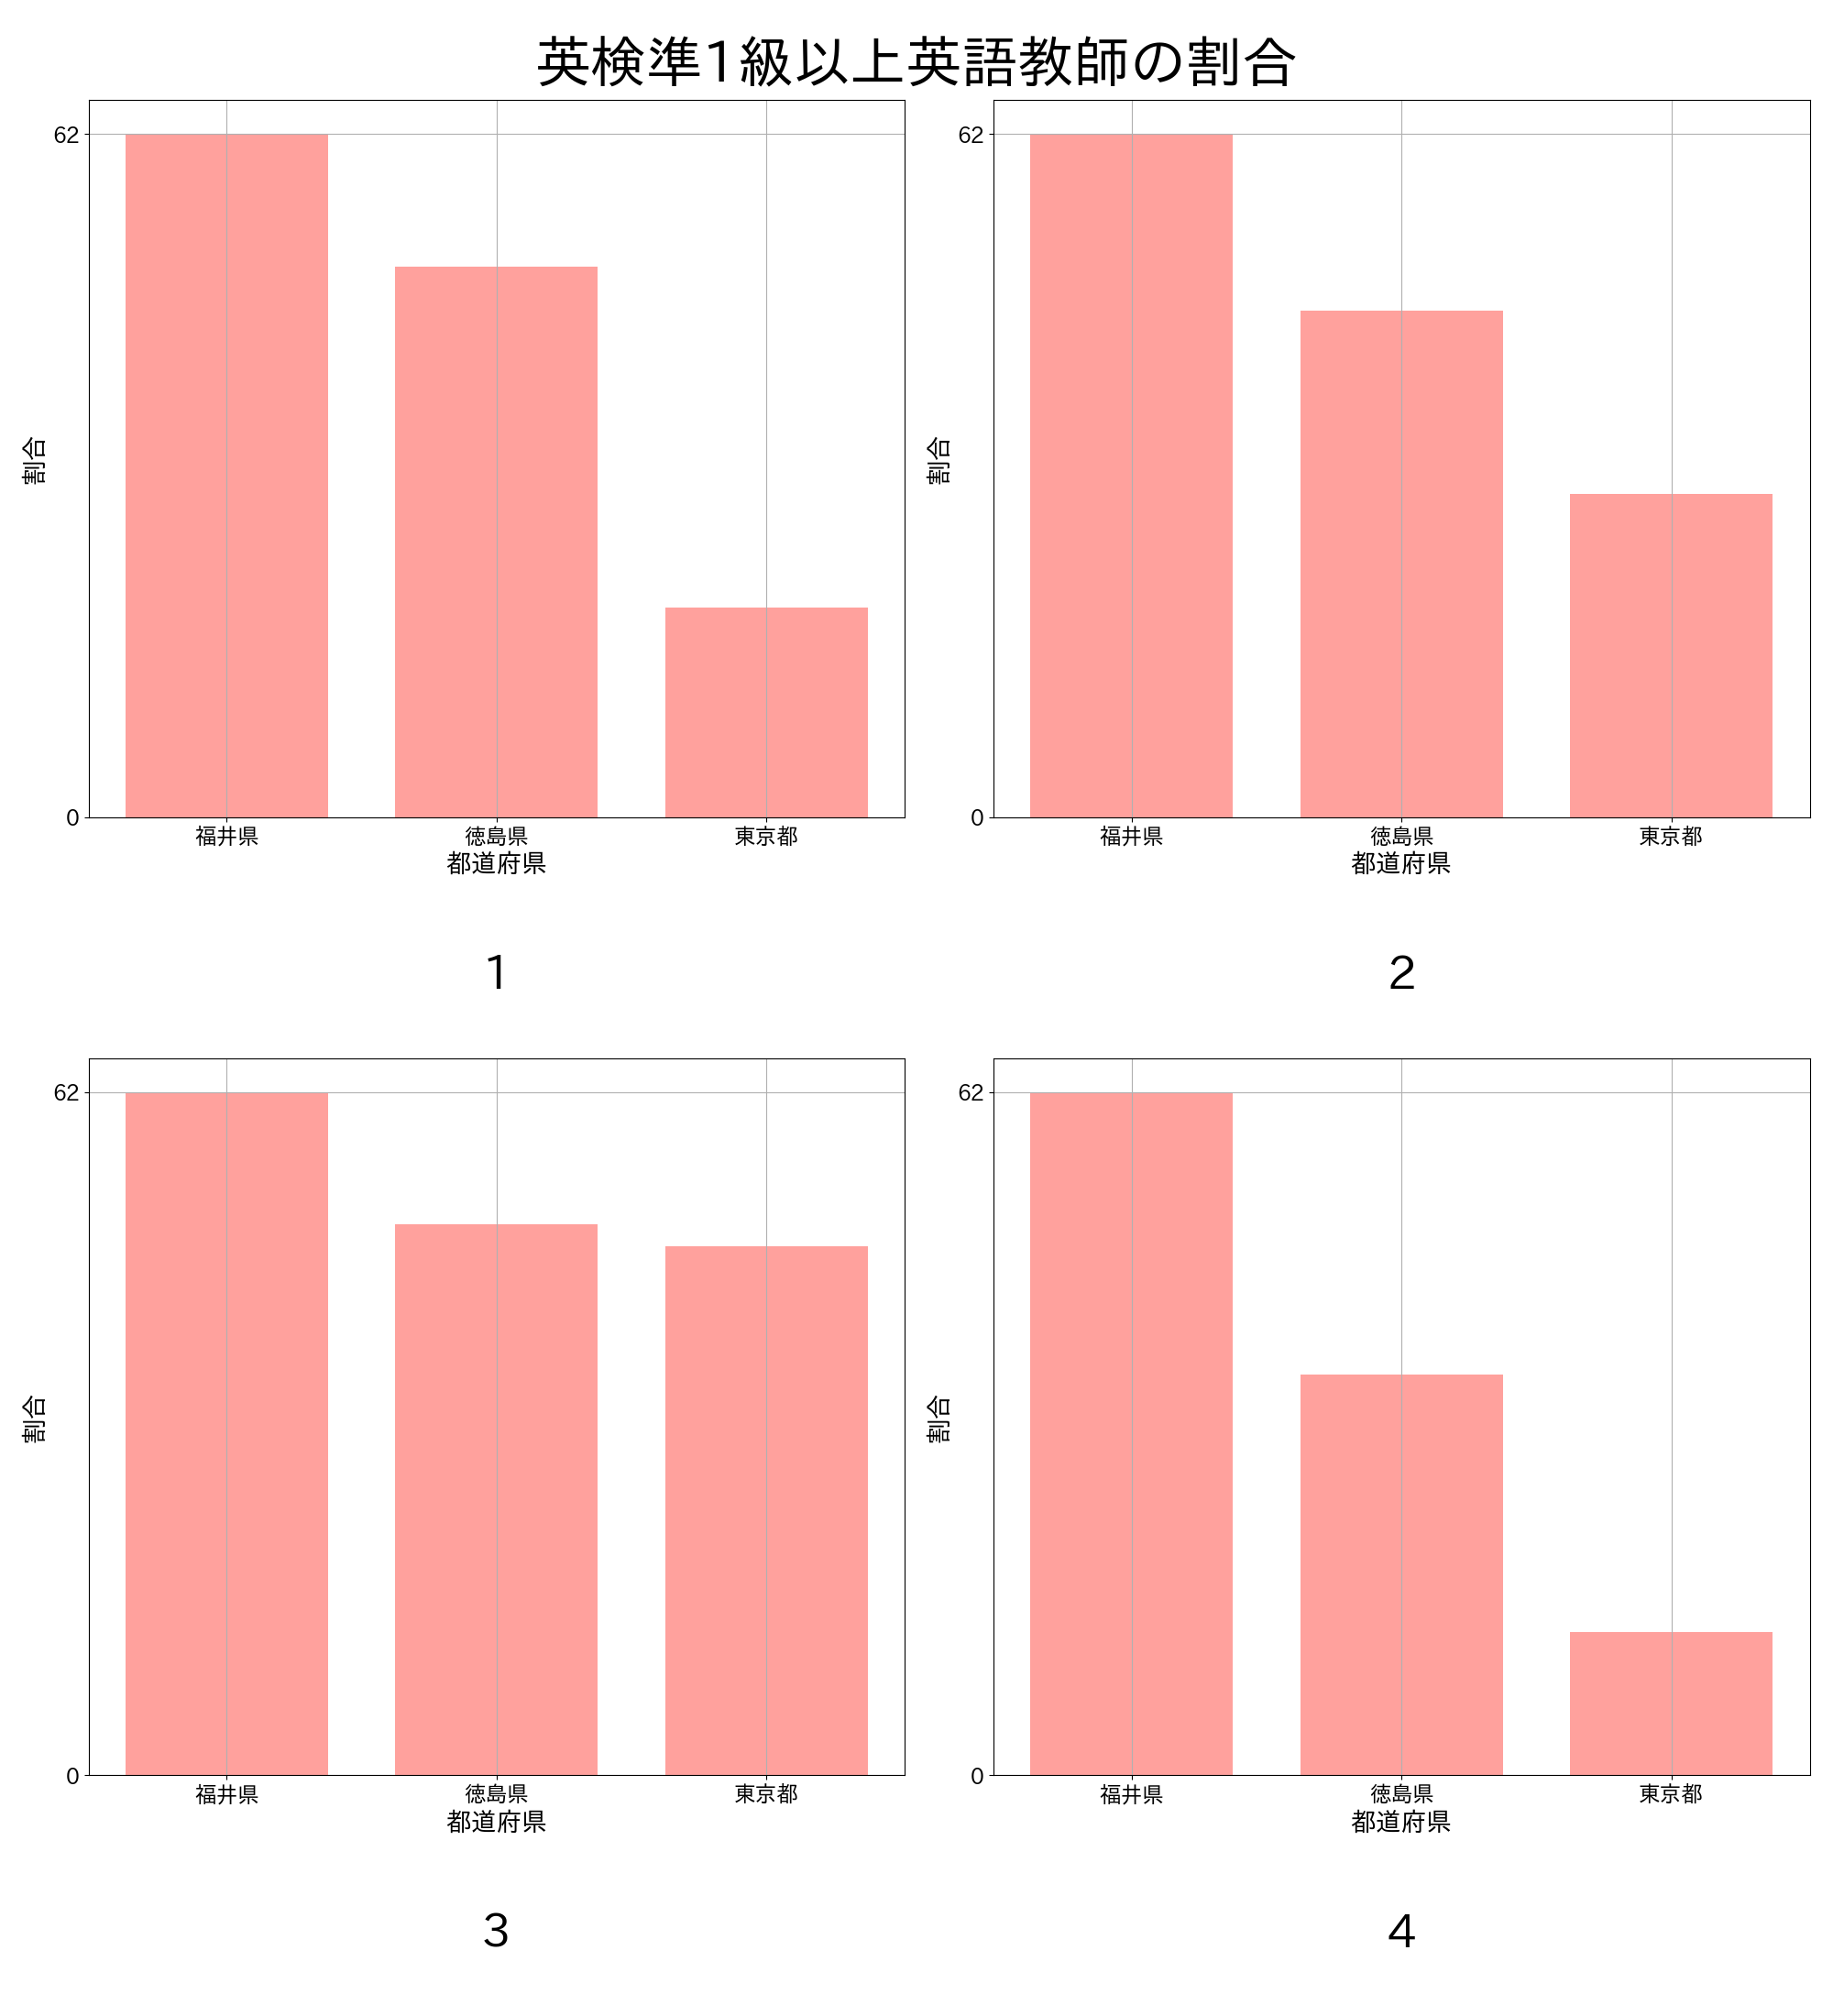 英検準1級以上英語教師の割合
62
0
割合
福井県 徳島県 東京都
都道府県
1
62
0
割合
福井県 徳島県 東京都
都道府県
2
62
0
割合
福井県 徳島県 東京都
都道府県
3
62
0
割合
福井県 徳島県 東京都
都道府県
4